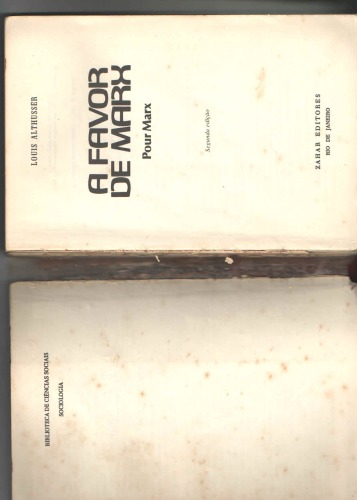 BIBLIOTECA DE CIÊNCIAS SOCIAIS
SOCIOLOGIA
LOUIS ALTHUSSER
A FAVOR
DE MARX
Pour Marx
Segunda edição
ZAHAR EDITORES
RIO DE JANEIRO